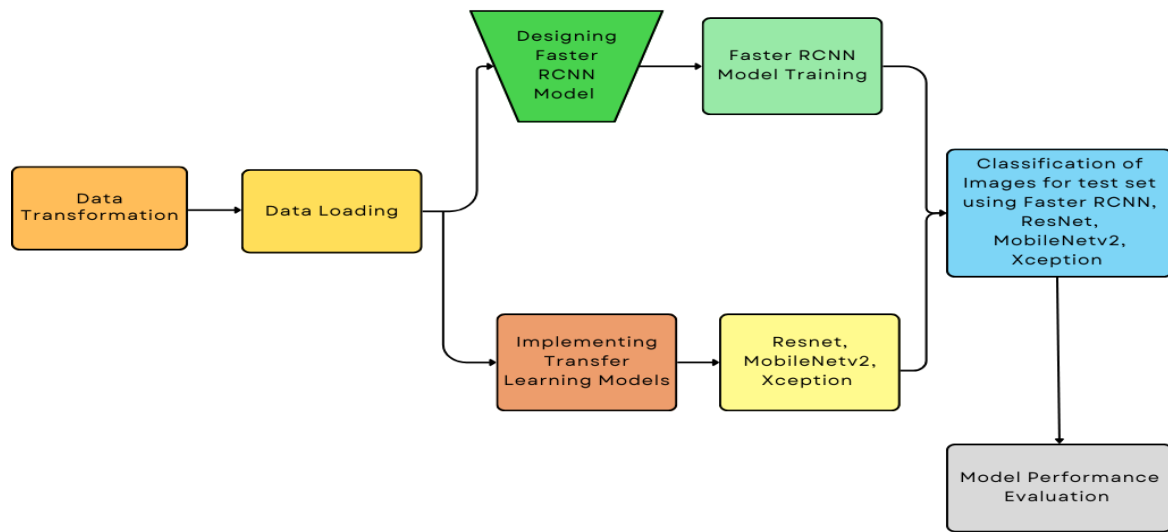 Designing
Faster
RCNN
Model
Faster RCNN
Model Training
Data
Transformation
Data Loading
Classification of
Images for test set
using Faster RCNN,
ResNet,
MobileNetv2,
Xception
Implementing
Transfer
Learning Models
Resnet,
MobileNetv2,
Xception
Model Performance
Evaluation